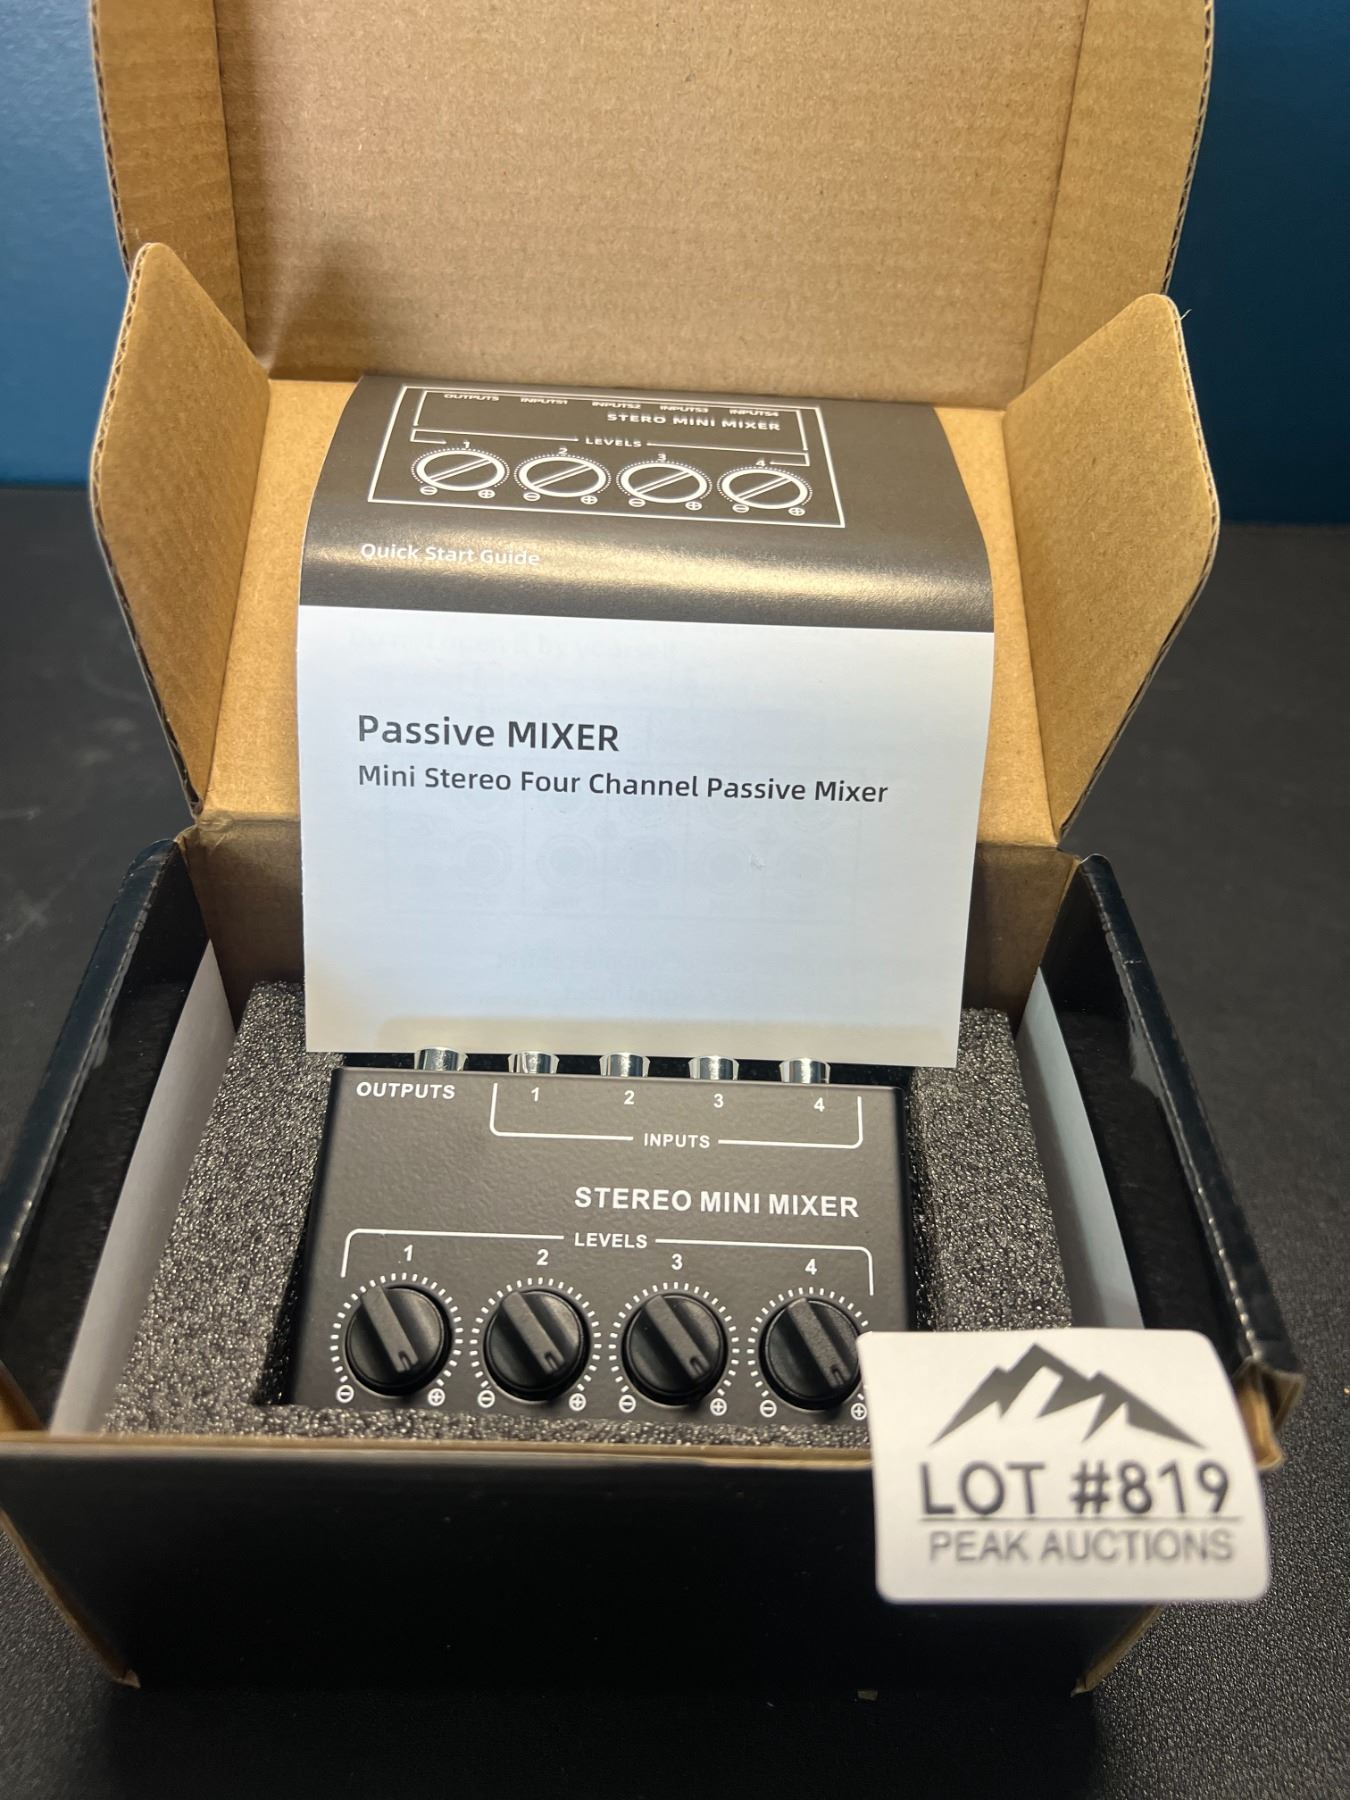 OUTPUTS INPUTS1 INPUTS2 INPUTS3 INPUTS4
STERO MINI MIXER
LEVELS
1 2 3 4
Quick Start Guide
Passive MIXER
Mini Stereo Four Channel Passive Mixer
OUTPUTS 1 2 3 4
INPUTS
STEREO MINI MIXER
LEVELS
1 2 3 4
LOT #819
PEAK AUCTIONS